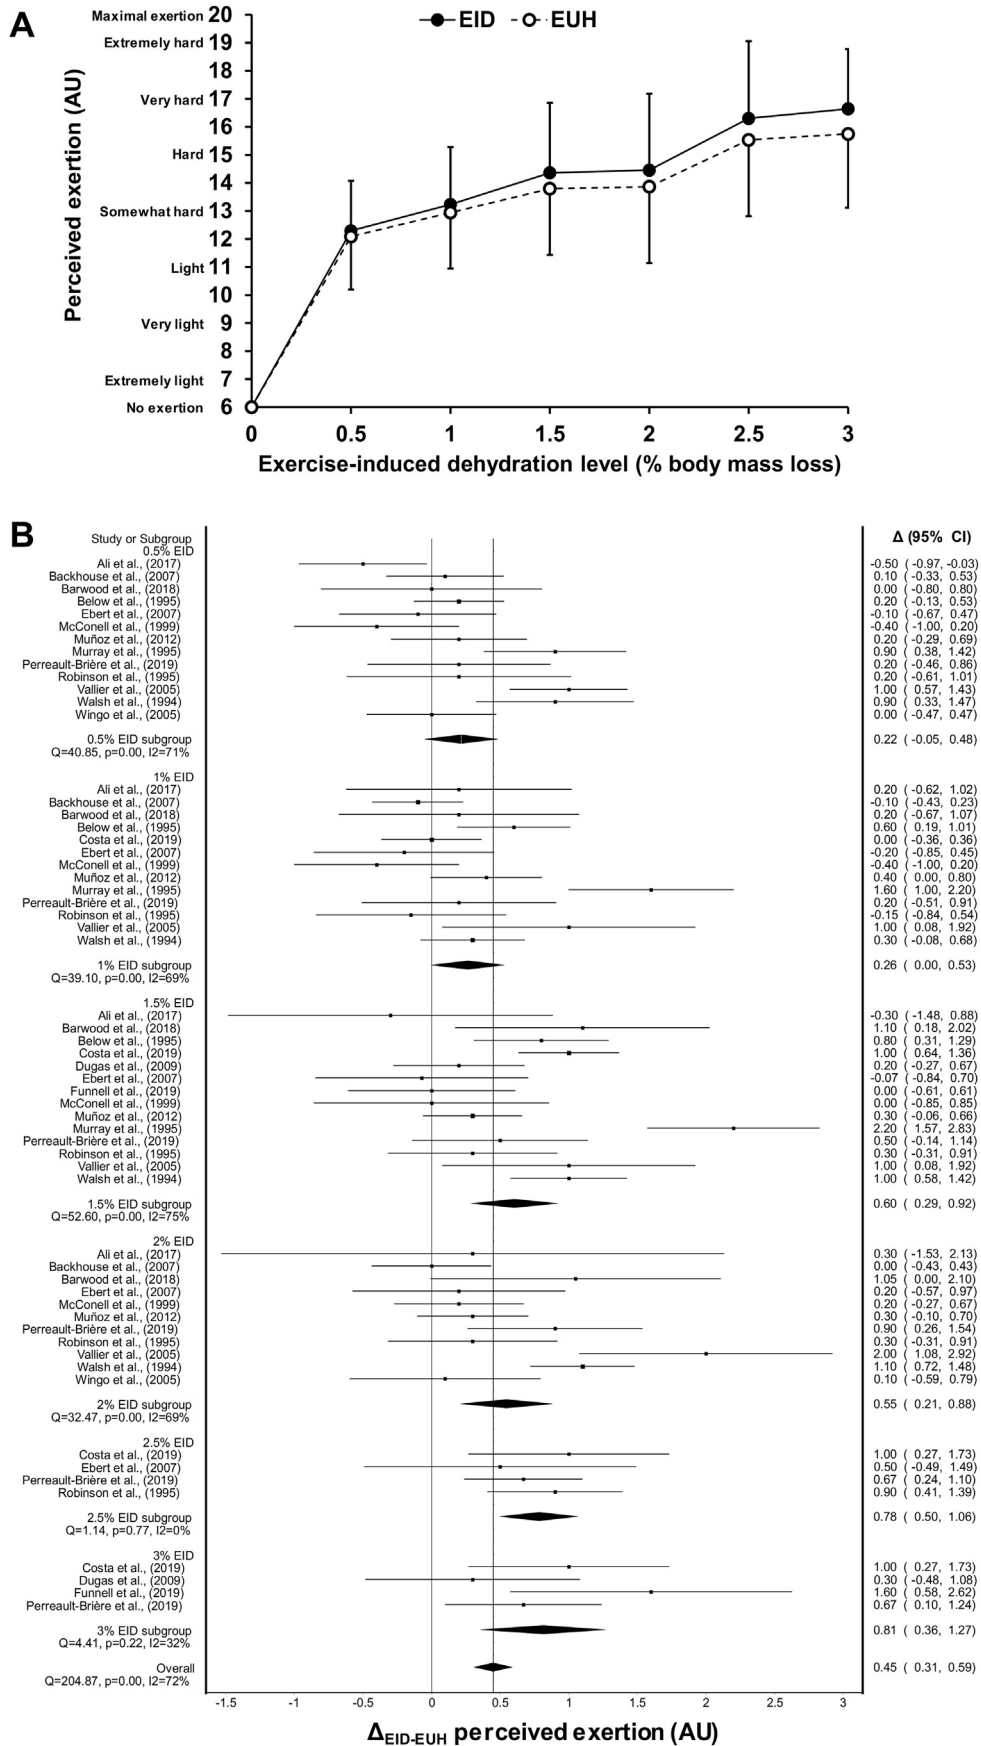 A
EID EUH
Perceived exertion (AU)
Maximal exertion 20
Extremely hard 19
18
Very hard 17
16
Hard 15
14
Somewhat hard 13
12
Light 11
10
Very light 9
8
Extremely light 7
No exertion 6
0 0.5 1 1.5 2 2.5 3
Exercise-induced dehydration level (% body mass loss)
B
Study or Subgroup Δ (95% CI)
0.5% EID
Ali et al., (2017) -0.50 ( -0.97, -0.03)
Backhouse et al., (2007) 0.10 ( -0.33, 0.53)
Barwood et al., (2018) 0.00 ( -0.80, 0.80)
Below et al., (1995) 0.20 ( -0.13, 0.53)
Ebert et al., (2007) -0.10 ( -0.67, 0.47)
McConell et al., (1999) -0.40 ( -1.00, 0.20)
Muñoz et al., (2012) 0.20 ( -0.29, 0.69)
Murray et al., (1995) 0.90 ( 0.38, 1.42)
Perreault-Brière et al., (2019) 0.20 ( -0.46, 0.86)
Robinson et al., (1995) 0.20 ( -0.61, 1.01)
Vallier et al., (2005) 1.00 ( 0.57, 1.43)
Walsh et al., (1994) 0.90 ( 0.33, 1.47)
Wingo et al., (2005) 0.00 ( -0.47, 0.47)
0.5% EID subgroup 0.22 ( -0.05, 0.48)
Q=40.85, p=0.00, I2=71%
1% EID
Ali et al., (2017) 0.20 ( -0.62, 1.02)
Backhouse et al., (2007) -0.10 ( -0.43, 0.23)
Barwood et al., (2018) 0.20 ( -0.67, 1.07)
Below et al., (1995) 0.60 ( 0.19, 1.01)
Costa et al., (2019) 0.00 ( -0.36, 0.36)
Ebert et al., (2007) -0.20 ( -0.85, 0.45)
McConell et al., (1999) -0.40 ( -1.00, 0.20)
Muñoz et al., (2012) 0.40 ( 0.00, 0.80)
Murray et al., (1995) 1.60 ( 1.00, 2.20)
Perreault-Brière et al., (2019) 0.20 ( -0.51, 0.91)
Robinson et al., (1995) -0.15 ( -0.84, 0.54)
Vallier et al., (2005) 1.00 ( 0.08, 1.92)
Walsh et al., (1994) 0.30 ( -0.08, 0.68)
1% EID subgroup 0.26 ( 0.00, 0.53)
Q=39.10, p=0.00, I2=69%
1.5% EID
Ali et al., (2017) -0.30 ( -1.48, 0.88)
Barwood et al., (2018) 1.10 ( 0.18, 2.02)
Below et al., (1995) 0.80 ( 0.31, 1.29)
Costa et al., (2019) 1.00 ( 0.64, 1.36)
Dugas et al., (2009) 0.20 ( -0.27, 0.67)
Ebert et al., (2007) -0.07 ( -0.84, 0.70)
Funnell et al., (2019) 0.00 ( -0.61, 0.61)
McConell et al., (1999) 0.00 ( -0.85, 0.85)
Muñoz et al., (2012) 0.30 ( -0.06, 0.66)
Murray et al., (1995) 2.20 ( 1.57, 2.83)
Perreault-Brière et al., (2019) 0.50 ( -0.14, 1.14)
Robinson et al., (1995) 0.30 ( -0.31, 0.91)
Vallier et al., (2005) 1.00 ( 0.08, 1.92)
Walsh et al., (1994) 1.00 ( 0.58, 1.42)
1.5% EID subgroup 0.60 ( 0.29, 0.92)
Q=52.60, p=0.00, I2=75%
2% EID
Ali et al., (2017) 0.30 ( -1.53, 2.13)
Backhouse et al., (2007) 0.00 ( -0.43, 0.43)
Barwood et al., (2018) 1.05 ( 0.00, 2.10)
Ebert et al., (2007) 0.20 ( -0.57, 0.97)
McConell et al., (1999) 0.20 ( -0.27, 0.67)
Muñoz et al., (2012) 0.30 ( -0.10, 0.70)
Perreault-Brière et al., (2019) 0.90 ( 0.26, 1.54)
Robinson et al., (1995) 0.30 ( -0.31, 0.91)
Vallier et al., (2005) 2.00 ( 1.08, 2.92)
Walsh et al., (1994) 1.10 ( 0.72, 1.48)
Wingo et al., (2005) 0.10 ( -0.59, 0.79)
2% EID subgroup 0.55 ( 0.21, 0.88)
Q=32.47, p=0.00, I2=69%
2.5% EID
Costa et al., (2019) 1.00 ( 0.27, 1.73)
Ebert et al., (2007) 0.50 ( -0.49, 1.49)
Perreault-Brière et al., (2019) 0.67 ( 0.24, 1.10)
Robinson et al., (1995) 0.90 ( 0.41, 1.39)
2.5% EID subgroup 0.78 ( 0.50, 1.06)
Q=1.14, p=0.77, I2=0%
3% EID
Costa et al., (2019) 1.00 ( 0.27, 1.73)
Dugas et al., (2009) 0.30 ( -0.48, 1.08)
Funnell et al., (2019) 1.60 ( 0.58, 2.62)
Perreault-Brière et al., (2019) 0.67 ( 0.10, 1.24)
3% EID subgroup 0.81 ( 0.36, 1.27)
Q=4.41, p=0.22, I2=32%
Overall 0.45 ( 0.31, 0.59)
Q=204.87, p=0.00, I2=72%
-1.5 -1 -0.5 0 0.5 1 1.5 2 2.5 3
ΔEID-EUH perceived exertion (AU)